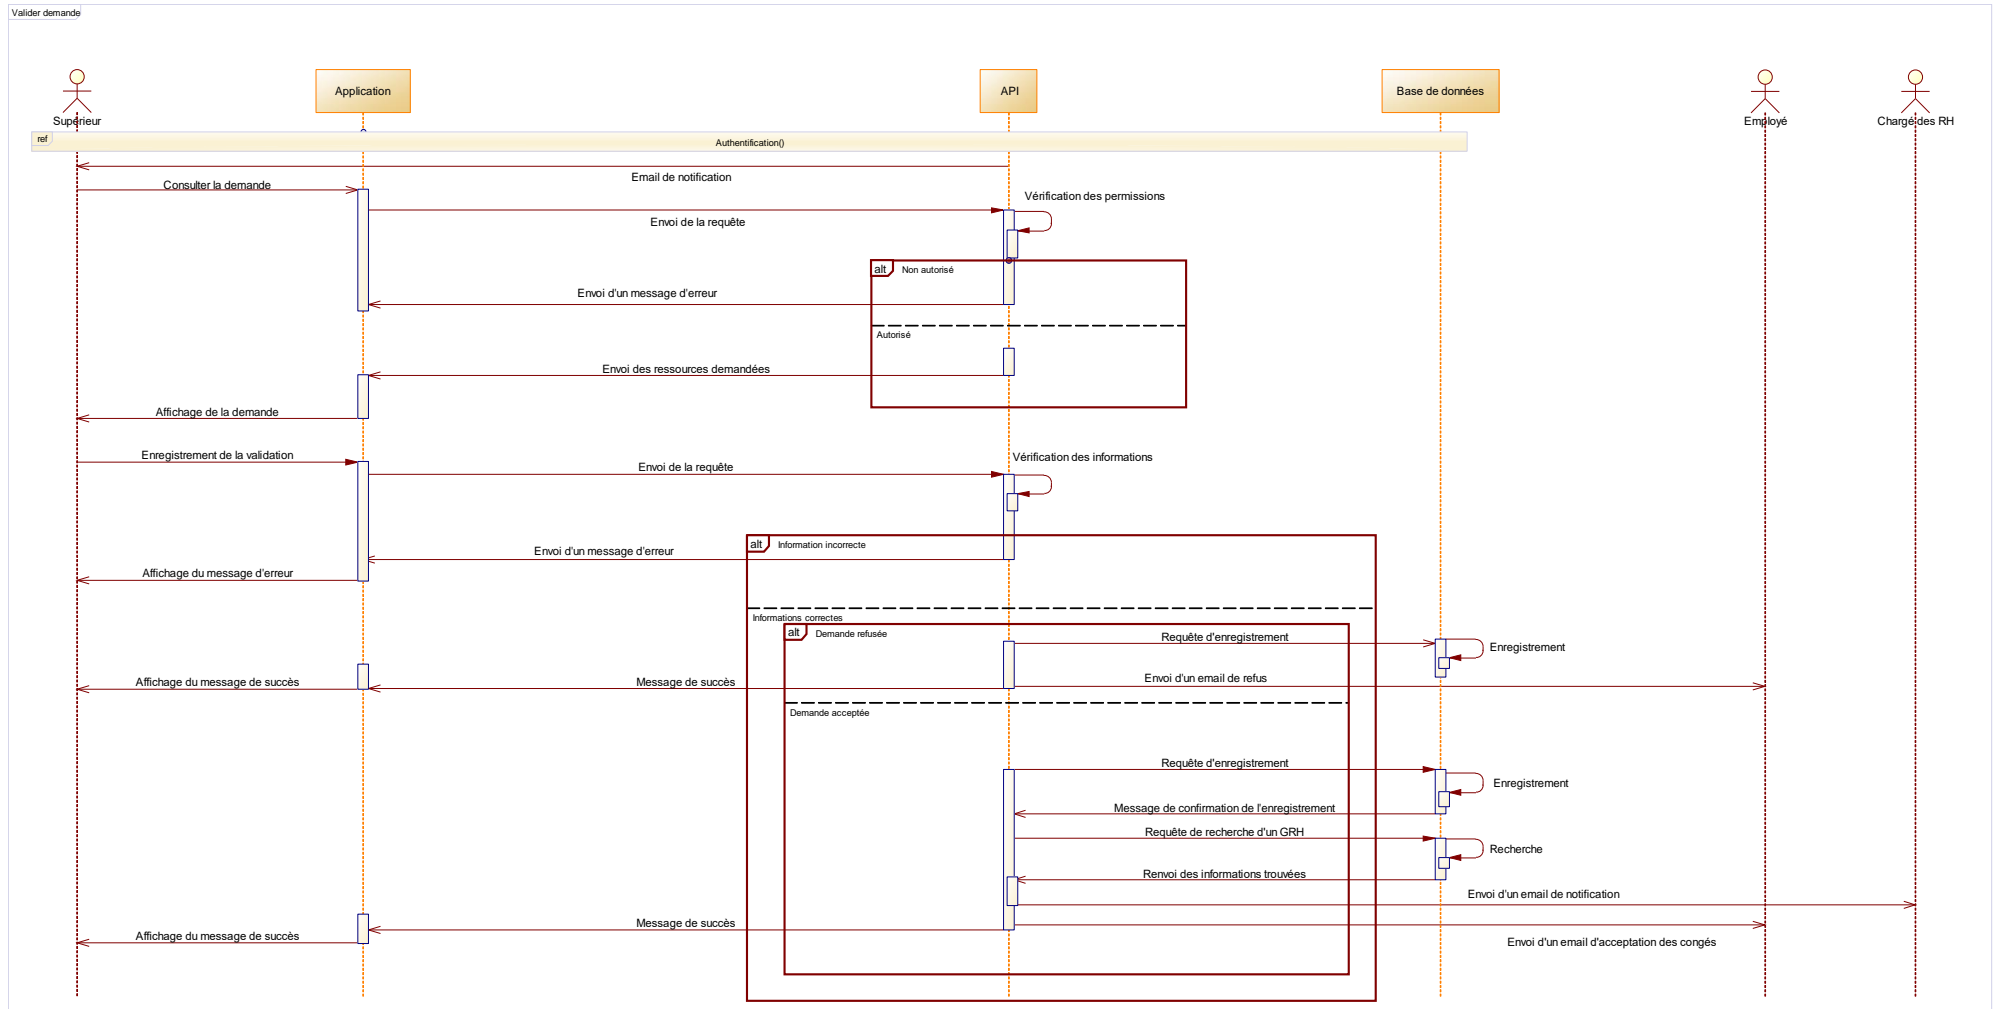 Valider demande
Supérieur
Application
API
Base de données
Employé
Chargé des RH
ref
Authentification()
Email de notification
Consulter la demande
Vérification des permissions
Envoi de la requête
alt
Non autorisé
Envoi d'un message d'erreur
Autorisé
Envoi des ressources demandées
Affichage de la demande
Enregistrement de la validation
Envoi de la requête
Vérification des informations
alt
Information incorrecte
Envoi d'un message d'erreur
Affichage du message d'erreur
Informations correctes
alt
Demande refusée
Requête d'enregistrement
Enregistrement
Affichage du message de succès
Message de succès
Envoi d'un email de refus
Demande acceptée
Requête d'enregistrement
Enregistrement
Message de confirmation de l'enregistrement
Requête de recherche d'un GRH
Recherche
Renvoi des informations trouvées
Envoi d'un email de notification
Message de succès
Affichage du message de succès
Envoi d'un email d'acceptation des congés